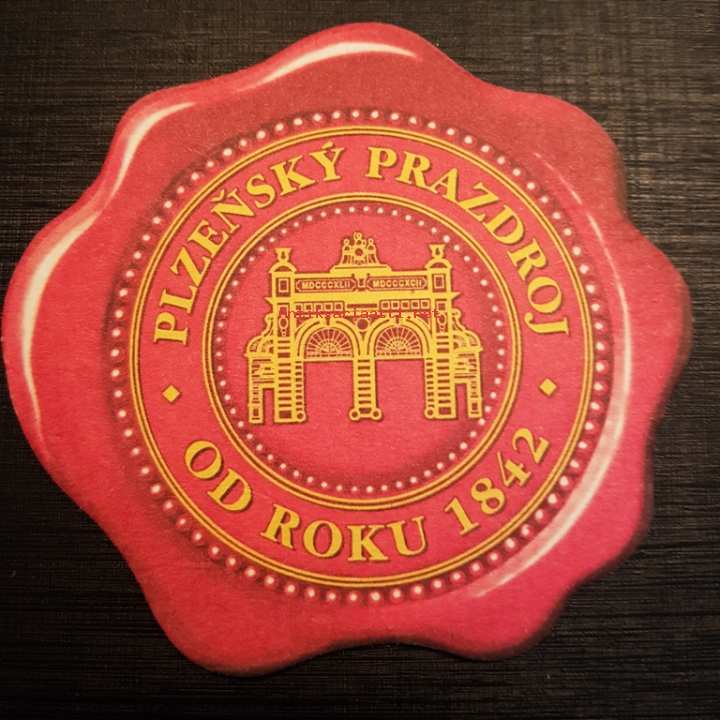 PLZEŇSKÝ PRAZDROJ
MDCCCXLII MDCCCXCII
OD ROKU 1842